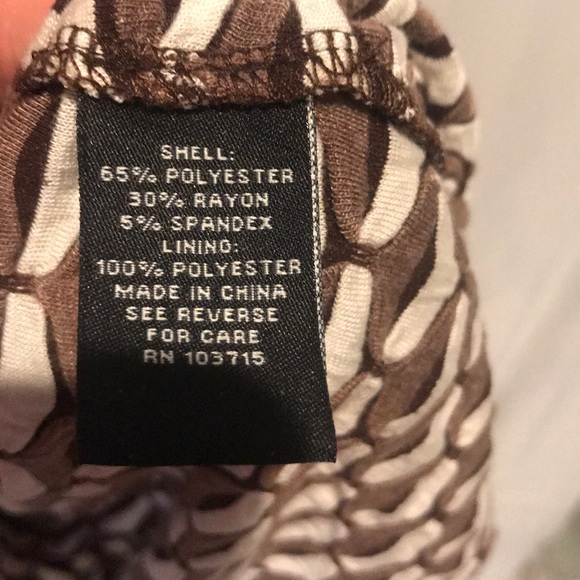 SHELL:
65% POLYESTER
30% RAYON
5% SPANDEX
LINING:
100% POLYESTER
MADE IN CHINA
SEE REVERSE
FOR CARE
RN 103715